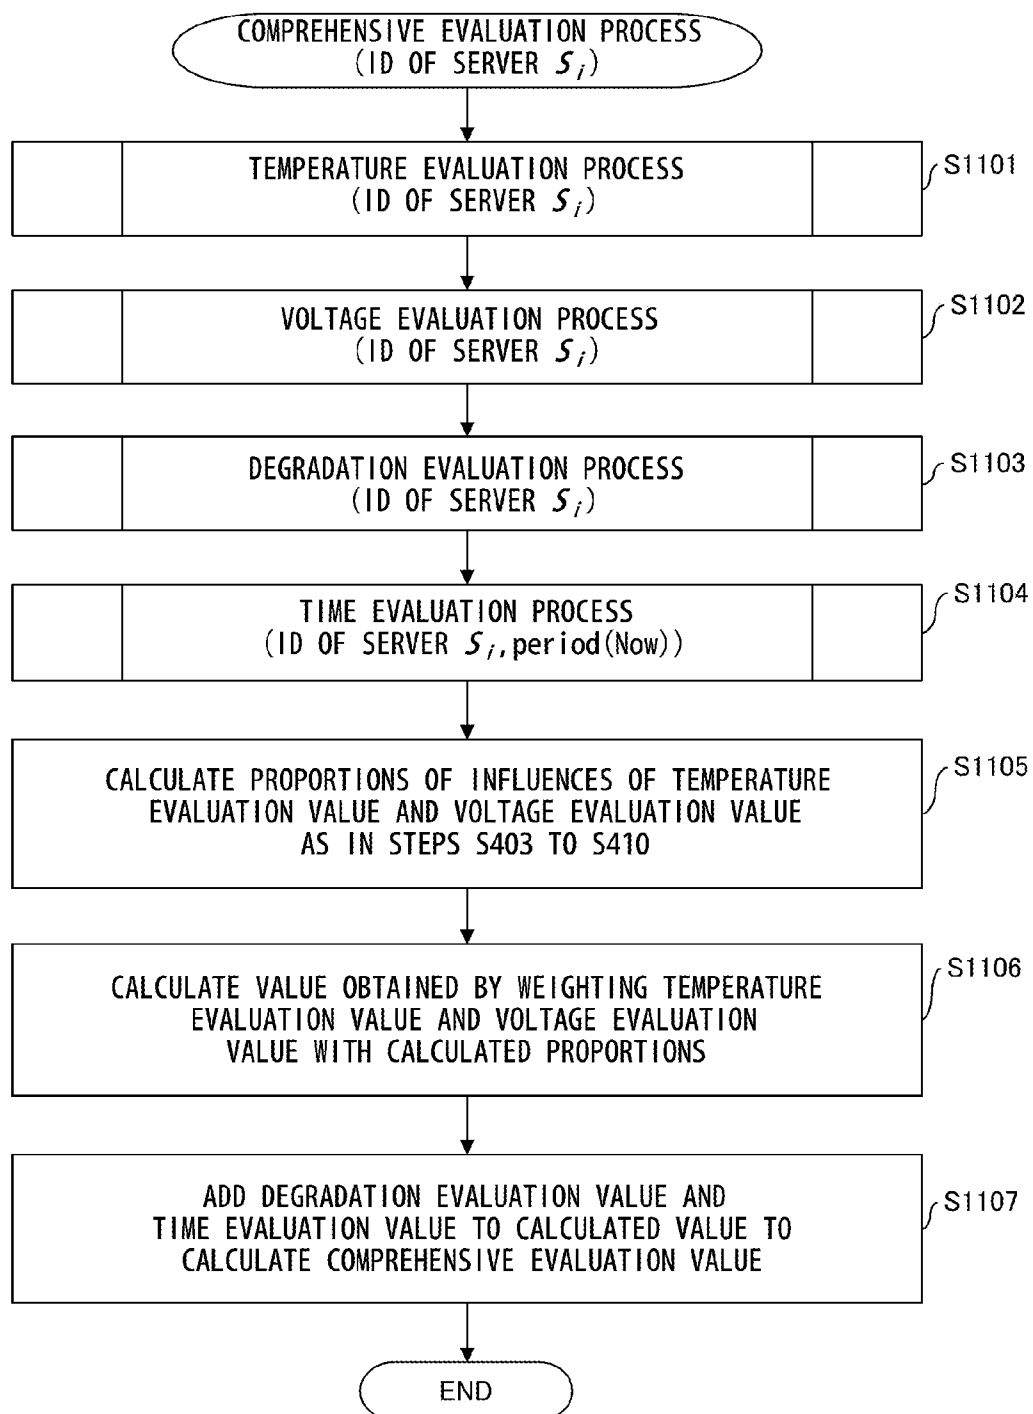 COMPREHENSIVE EVALUATION PROCESS
(ID OF SERVER Si)
TEMPERATURE EVALUATION PROCESS
(ID OF SERVER Si)
S1101
VOLTAGE EVALUATION PROCESS
(ID OF SERVER Si)
S1102
DEGRADATION EVALUATION PROCESS
(ID OF SERVER Si)
S1103
TIME EVALUATION PROCESS
(ID OF SERVER Si,period(Now))
S1104
CALCULATE PROPORTIONS OF INFLUENCES OF TEMPERATURE
EVALUATION VALUE AND VOLTAGE EVALUATION VALUE
AS IN STEPS S403 TO S410
S1105
CALCULATE VALUE OBTAINED BY WEIGHTING TEMPERATURE
EVALUATION VALUE AND VOLTAGE EVALUATION
VALUE WITH CALCULATED PROPORTIONS
S1106
ADD DEGRADATION EVALUATION VALUE AND
TIME EVALUATION VALUE TO CALCULATED VALUE TO
CALCULATE COMPREHENSIVE EVALUATION VALUE
S1107
END